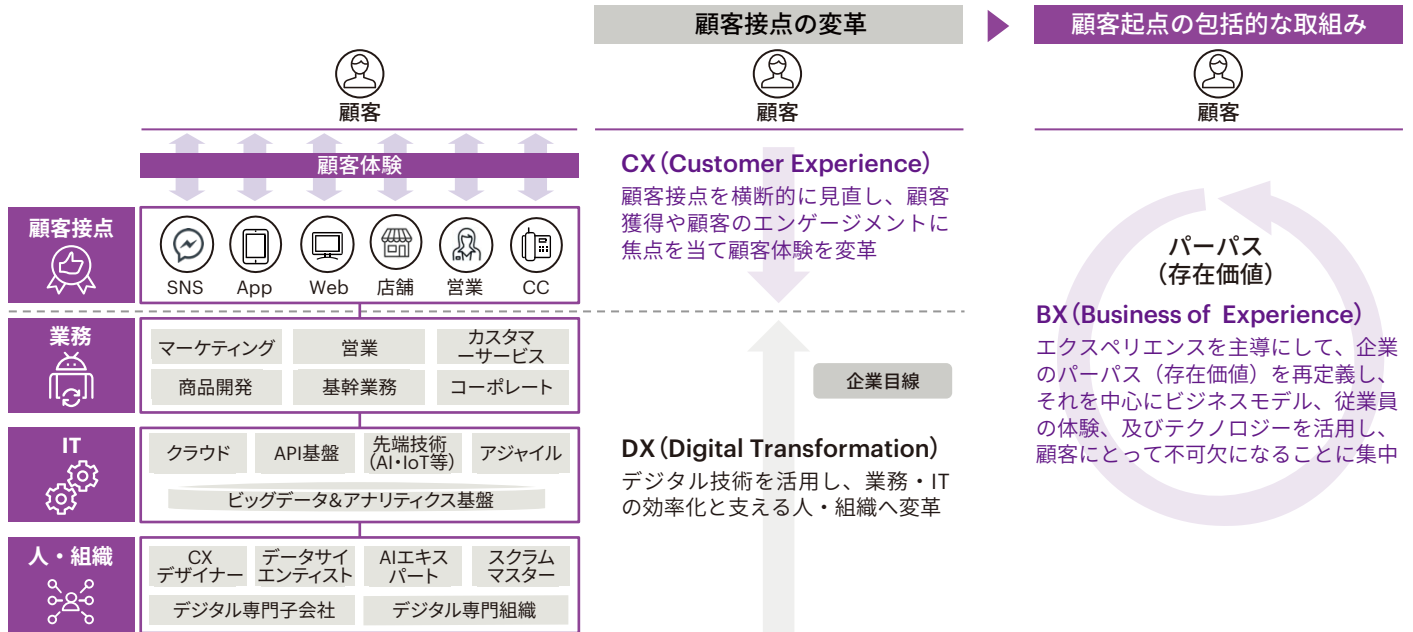 顧客接点の変革
顧客起点の包括的な取組み
顧客
顧客
顧客
顧客体験
顧客接点
SNS
App
Web
店舗
営業
CC
業務
マーケティング
営業
カスタマ
ーサービス
商品開発
基幹業務
コーポレート
IT
クラウド
API基盤
先端技術
(AI・IoT等)
アジャイル
ビッグデータ&アナリティクス基盤
人・組織
CX
デザイナー
データサイ
エンティスト
AIエキス
パート
スクラム
マスター
デジタル専門子会社
デジタル専門組織
CX（Customer Experience）
顧客接点を横断的に見直し、顧客
獲得や顧客のエンゲージメントに
焦点を当て顧客体験を変革
企業目線
DX（Digital Transformation）
デジタル技術を活用し、業務・IT
の効率化と支える人・組織へ変革
パーパス
（存在価値）
BX（Business of Experience）
エクスペリエンスを主導にして、企業
のパーパス（存在価値）を再定義し、
それを中心にビジネスモデル、従業員
の体験、及びテクノロジーを活用し、
顧客にとって不可欠になることに集中